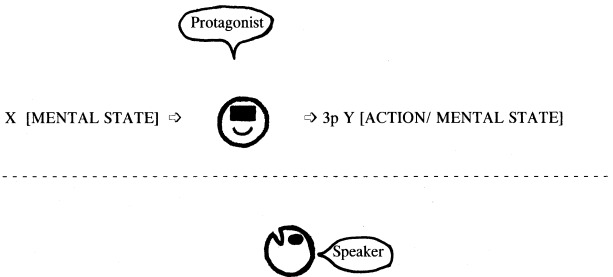 Protagonist
X [MENTAL STATE] ➩ ➩ 3p Y [ACTION/ MENTAL STATE]
Speaker